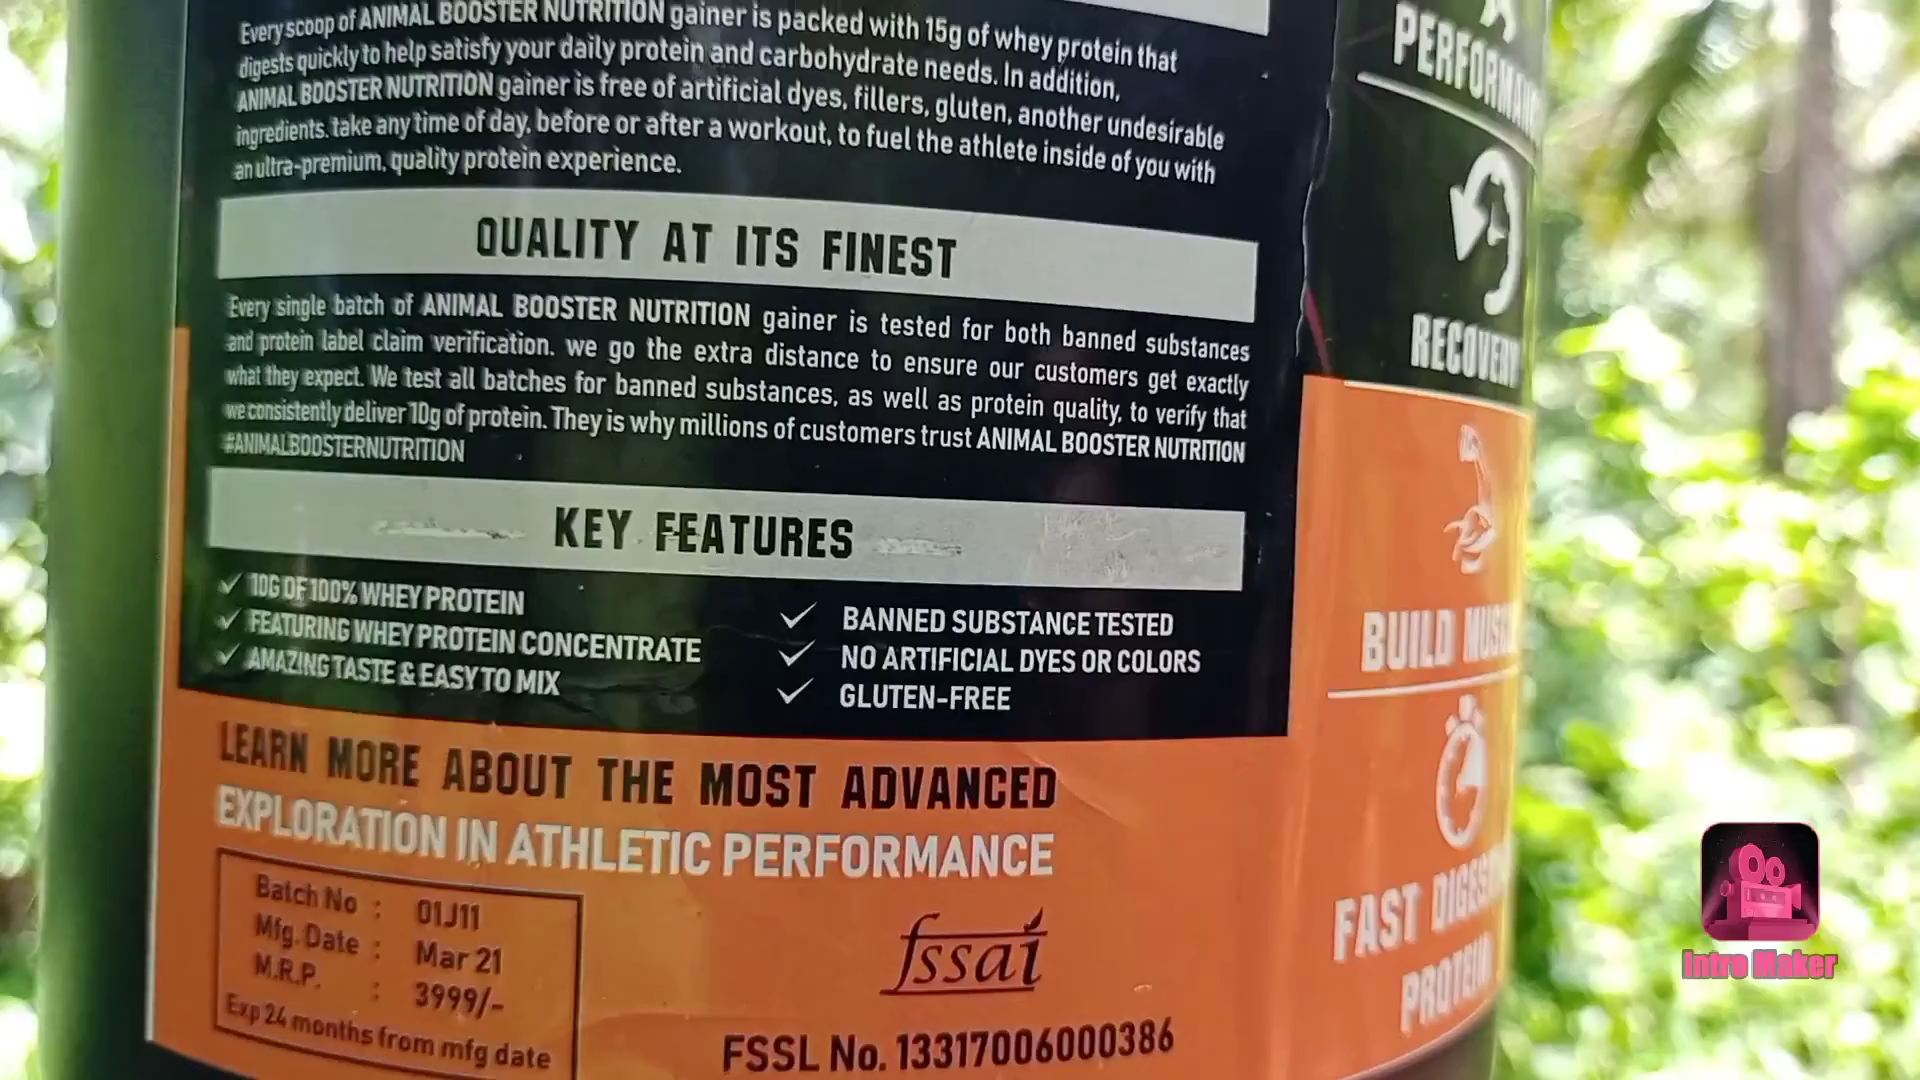 Every scoop of ANIMAL BOOSTER NUTRITION gainer is packed with 15g of whey protein that
digests quickly to help satisfy your daily protein and carbohydrate needs. In addition,
ANIMAL BOOSTER NUTRITION gainer is free of artificial dyes, fillers, gluten, another undesirable
ingredients. take any time of day, before or after a workout, to fuel the athlete inside of you with
an ultra-premium, quality protein experience.
QUALITY AT ITS FINEST
Every single batch of ANIMAL BOOSTER NUTRITION gainer is tested for both banned substances
and protein label claim verification. we go the extra distance to ensure our customers get exactly
what they expect. We test all batches for banned substances, as well as protein quality, to verify that
we consistently deliver 10g of protein. They is why millions of customers trust ANIMAL BOOSTER NUTRITION
#ANIMALBOOSTERNUTRITION
KEY FEATURES
10G OF 100% WHEY PROTEIN
FEATURING WHEY PROTEIN CONCENTRATE
AMAZING TASTE & EASY TO MIX
BANNED SUBSTANCE TESTED
NO ARTIFICIAL DYES OR COLORS
GLUTEN-FREE
LEARN MORE ABOUT THE MOST ADVANCED
EXPLORATION IN ATHLETIC PERFORMANCE
Batch No : 01J11
Mfg. Date : Mar 21
M.R.P. : 3999/-
Exp 24 months from mfg date
fssai
FSSL No. 13317006000386
RECOVERY
BUILD
FAST
PROTEIN
Intro Maker